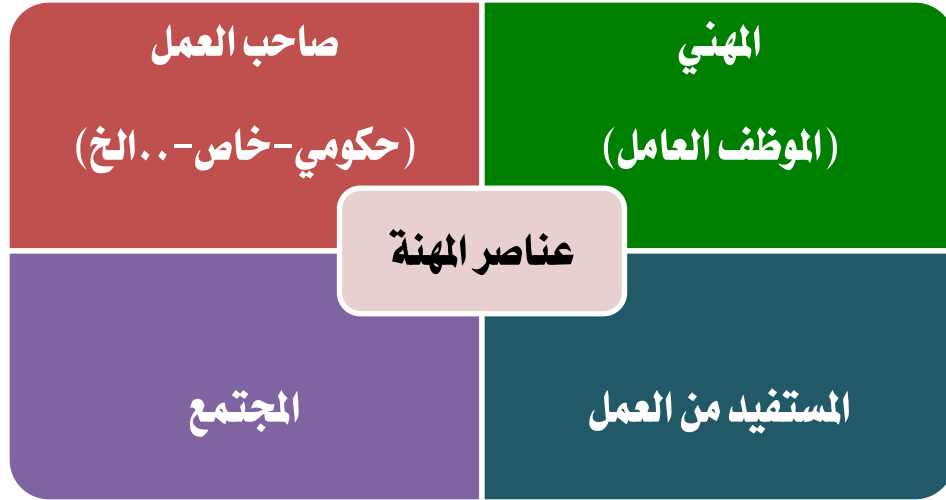 المهني
(الموظف العامل)
صاحب العمل
(حكومي-خاص-..الخ)
عناصر المهنة
المستفيد من العمل
المجتمع